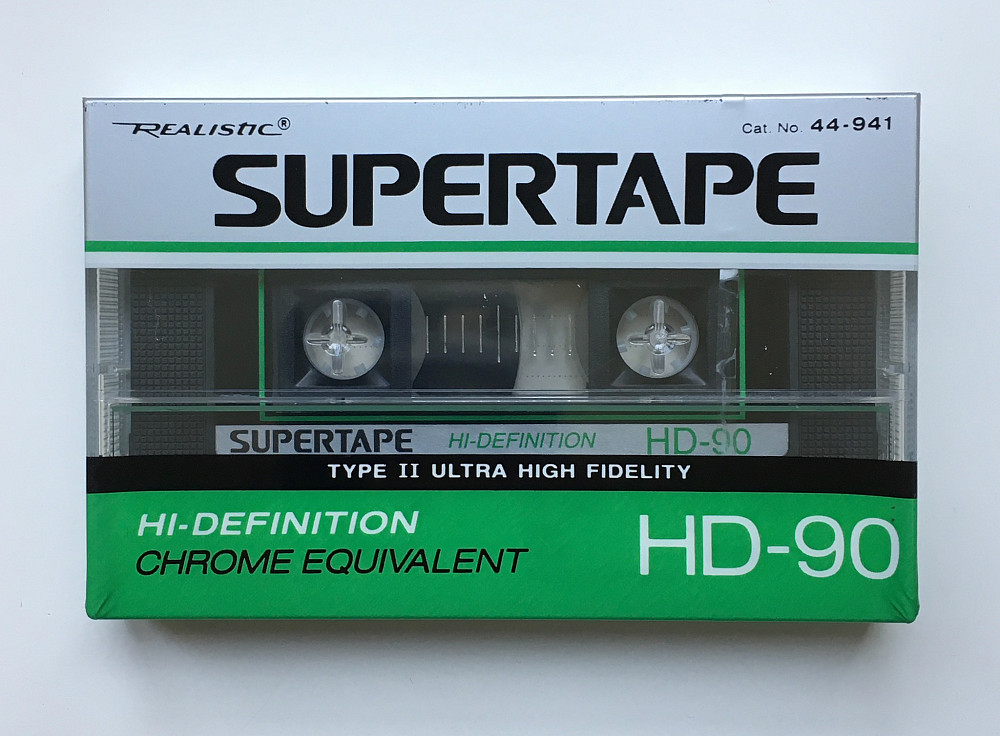 REALISTIC®
Cat. No. 44-941
SUPERTAPE
SUPERTAPE HI-DEFINITION HD-90
TYPE II ULTRA HIGH FIDELITY
HI-DEFINITION
CHROME EQUIVALENT
HD-90